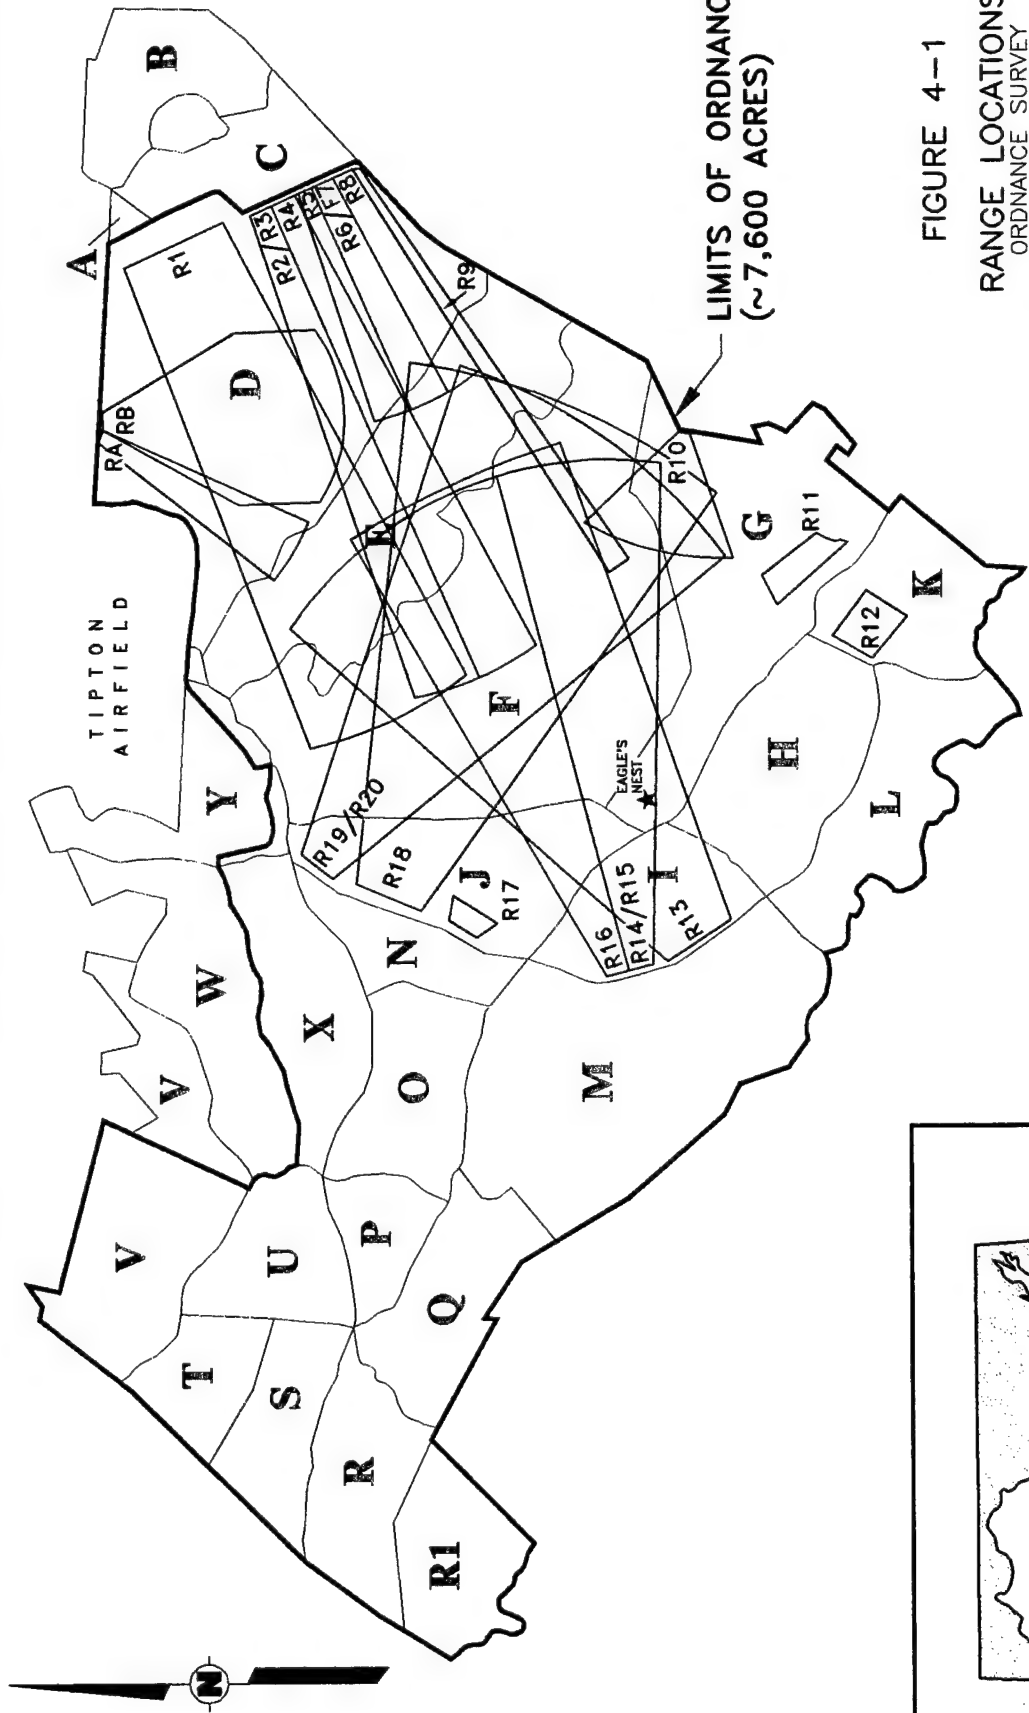 B
C
A
R1
R2/R3
R4
R5
R6/F7
R8
R9
D
RA
RB
LIMITS OF ORDNANC
(~7,600 ACRES)
FIGURE 4-1
RANGE LOCATIONS
ORDNANCE SURVEY
TIPTON
AIRFIELD
E
F
R10
G
R11
R12
K
H
L
EAGLE'S
NEST
I
R13
R14/R15
R16
R17
J
R18
R19/R20
Y
W
V
X
N
O
M
V
U
P
Q
T
S
R
R1
N